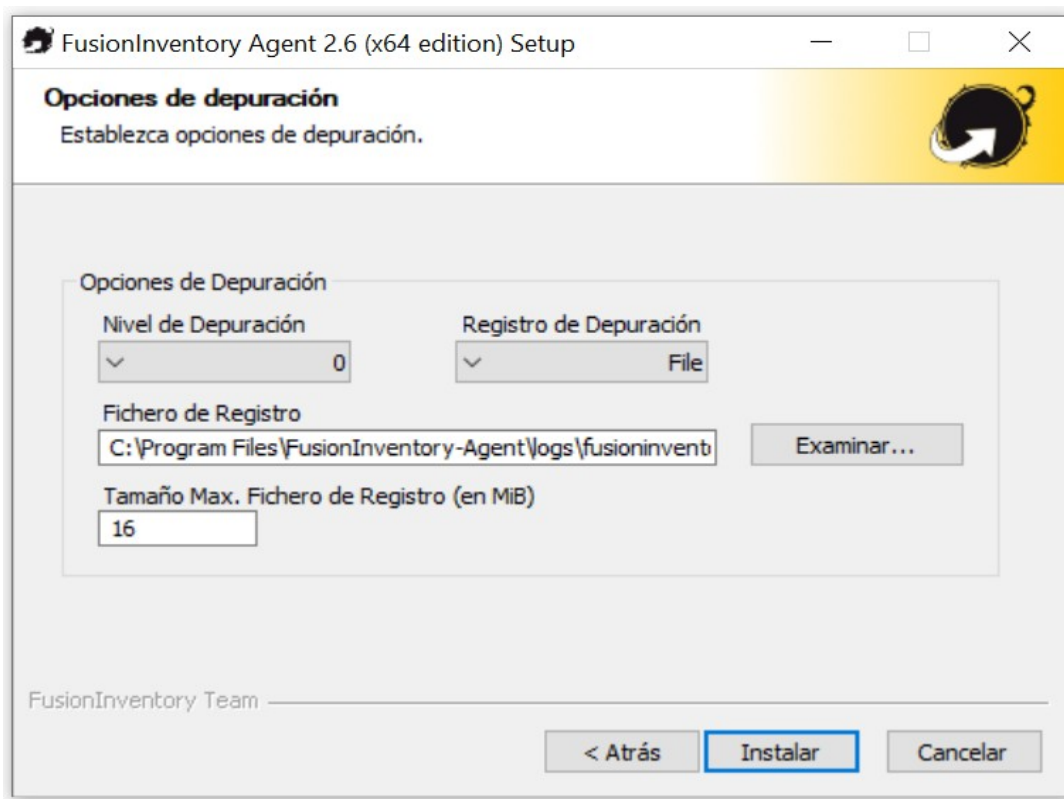 FusionInventory Agent 2.6 (x64 edition) Setup
Opciones de depuración
Establezca opciones de depuración.
Opciones de Depuración
Nivel de Depuración Registro de Depuración
0 File
Fichero de Registro
C:\Program Files\FusionInventory-Agent\logs\fusioninvent Examinar...
Tamaño Max. Fichero de Registro (en MiB)
16
FusionInventory Team
< Atrás Instalar Cancelar